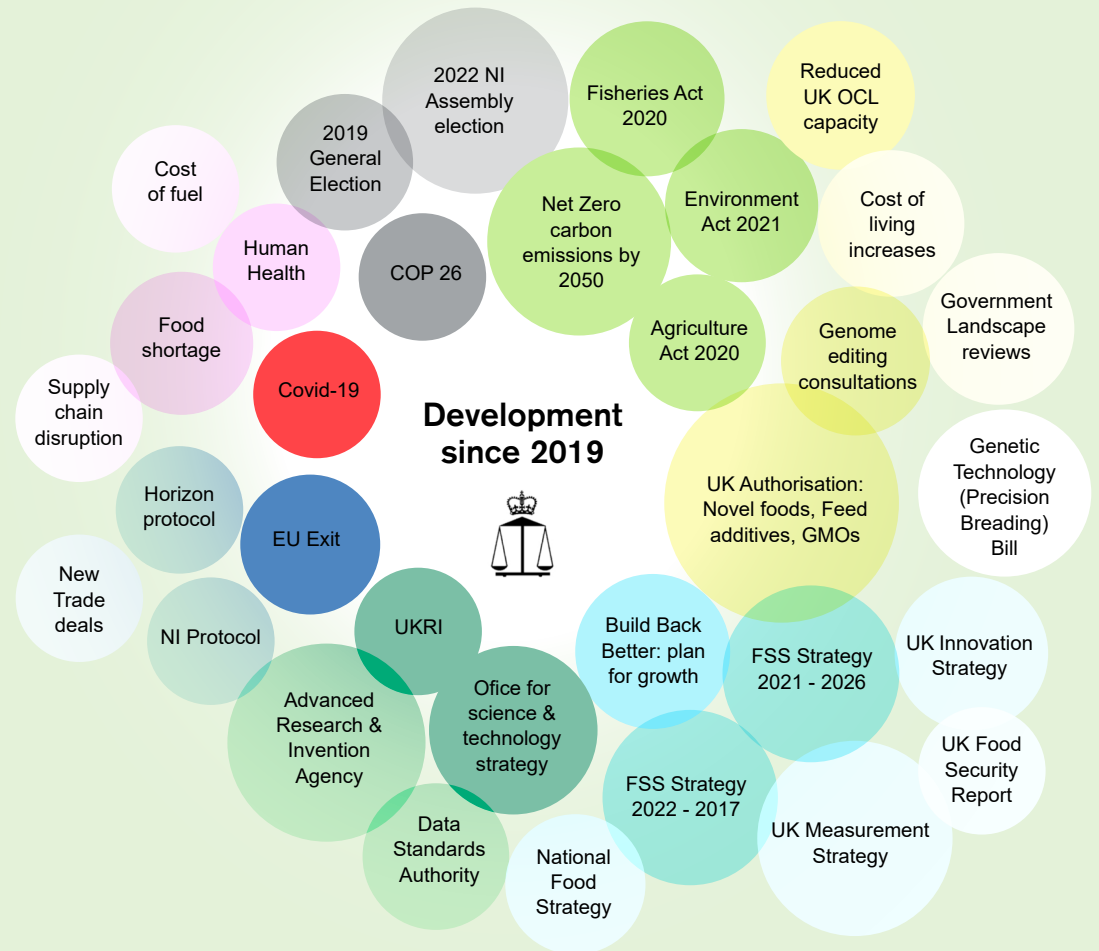 2022 NI
Assembly
election
Fisheries Act
2020
Reduced
UK OCL
capacity
2019
General
Election
Cost
of fuel
Net Zero
carbon
emissions by
2050
Environment
Act 2021
Cost of
living
increases
Human
Health
COP 26
Food
shortage
Agriculture
Act 2020
Genome
editing
consultations
Government
Landscape
reviews
Supply
chain
disruption
Covid-19
Development
since 2019
Genetic
Technology
(Precision
Breading)
Bill
Horizon
protocol
EU Exit
UK Authorisation:
Novel foods, Feed
additives, GMOs
New
Trade
deals
NI Protocol
UKRI
Build Back
Better: plan
for growth
FSS Strategy
2021 - 2026
UK Innovation
Strategy
Advanced
Research &
Invention
Agency
Ofice for
science &
technology
strategy
FSS Strategy
2022 - 2017
UK Food
Security
Report
Data
Standards
Authority
National
Food
Strategy
UK Measurement
Strategy